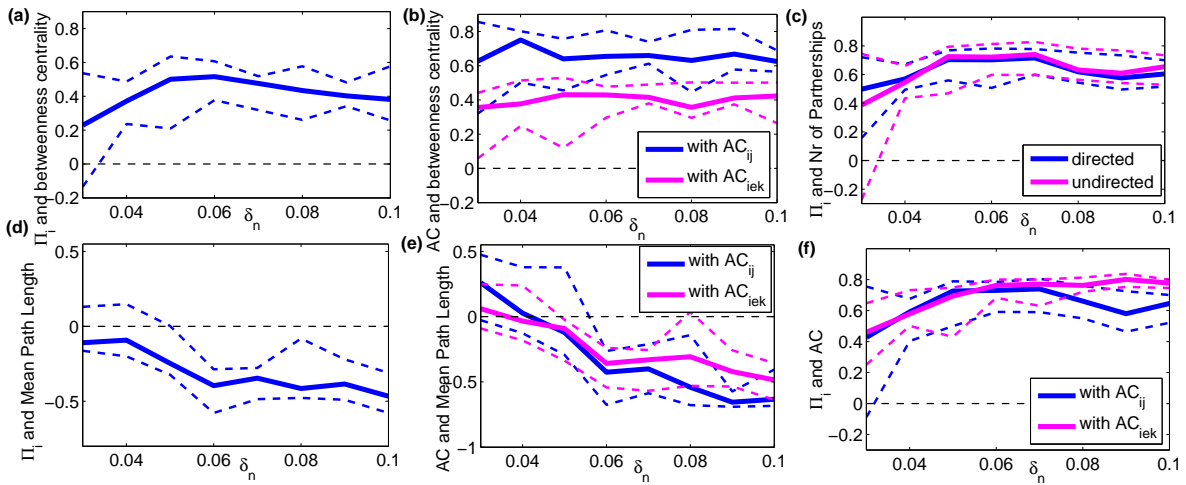 (a)
Π_i and betweenness centrality
0.8
0.6
0.4
0.2
0
−0.2
0.04
0.06
0.08
0.1
δ_n
(b)
AC and betweenness centrality
1
0.8
0.6
0.4
0.2
0
−0.2
with AC_ij
with AC_iek
0.04
0.06
0.08
0.1
δ_n
(c)
Π_i and Nr of Partnerships
1
0.8
0.6
0.4
0.2
0
−0.2
directed
undirected
0.04
0.06
0.08
0.1
δ_n
(d)
Π_i and Mean Path Length
0.5
0
−0.5
0.04
0.06
0.08
0.1
δ_n
(e)
AC and Mean Path Length
0.5
0
−0.5
−1
with AC_ij
with AC_iek
0.04
0.06
0.08
0.1
δ_n
(f)
Π_i and AC
1
0.8
0.6
0.4
0.2
0
−0.2
with AC_ij
with AC_iek
0.04
0.06
0.08
0.1
δ_n